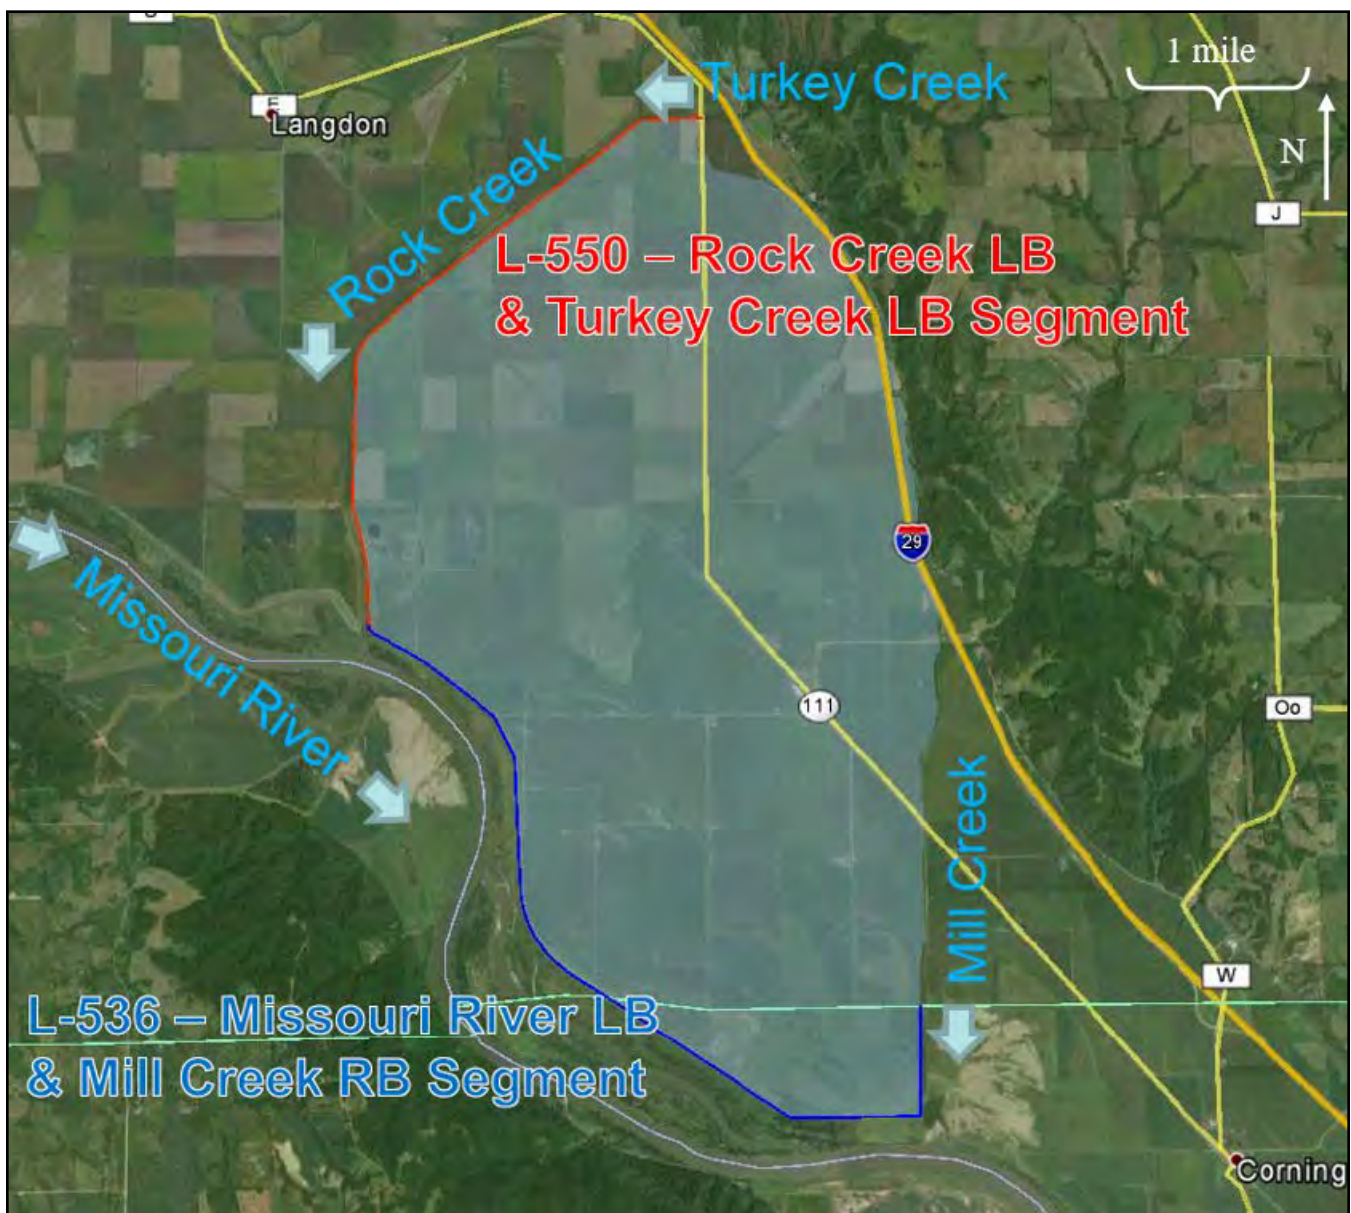 1 mile
Turkey Creek
E
Langdon
N
Rock Creek
J
L-550 – Rock Creek LB
& Turkey Creek LB Segment
29
Missouri River
111
Oo
Mill Creek
W
L-536 – Missouri River LB
& Mill Creek RB Segment
Corning